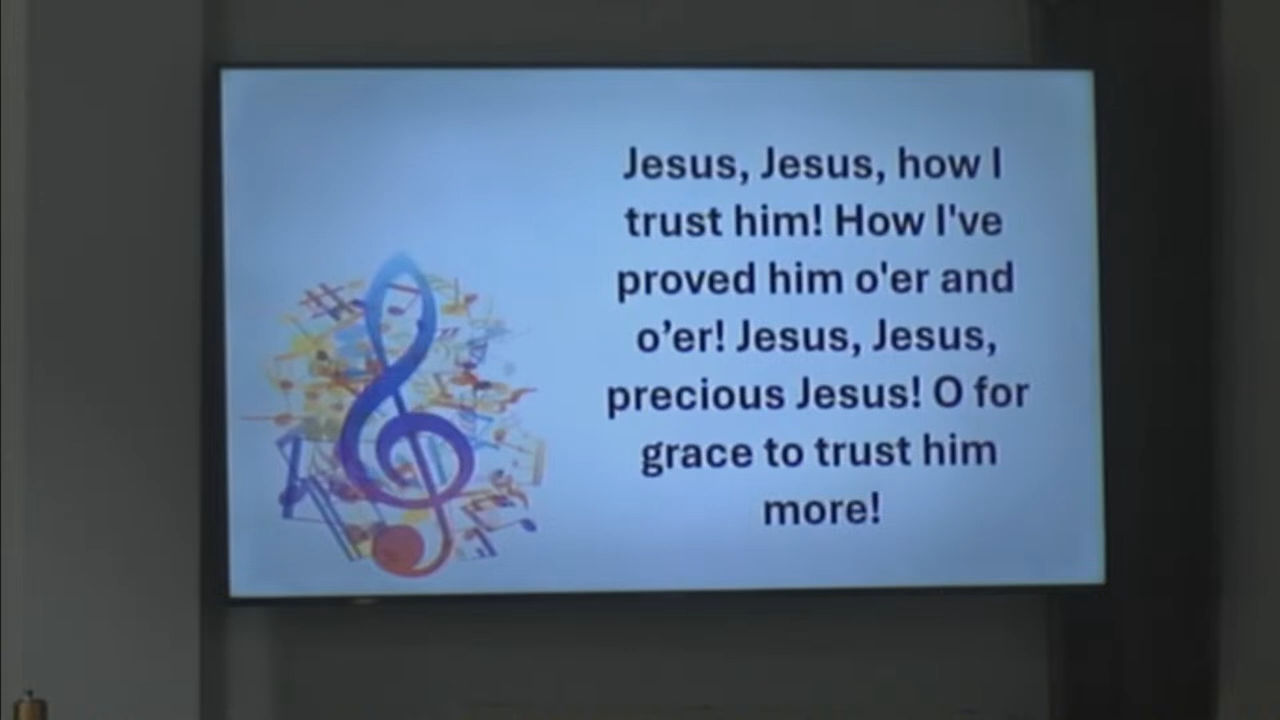 Jesus, Jesus, how I
trust him! How I've
proved him o'er and
o’er! Jesus, Jesus,
precious Jesus! O for
grace to trust him
more!